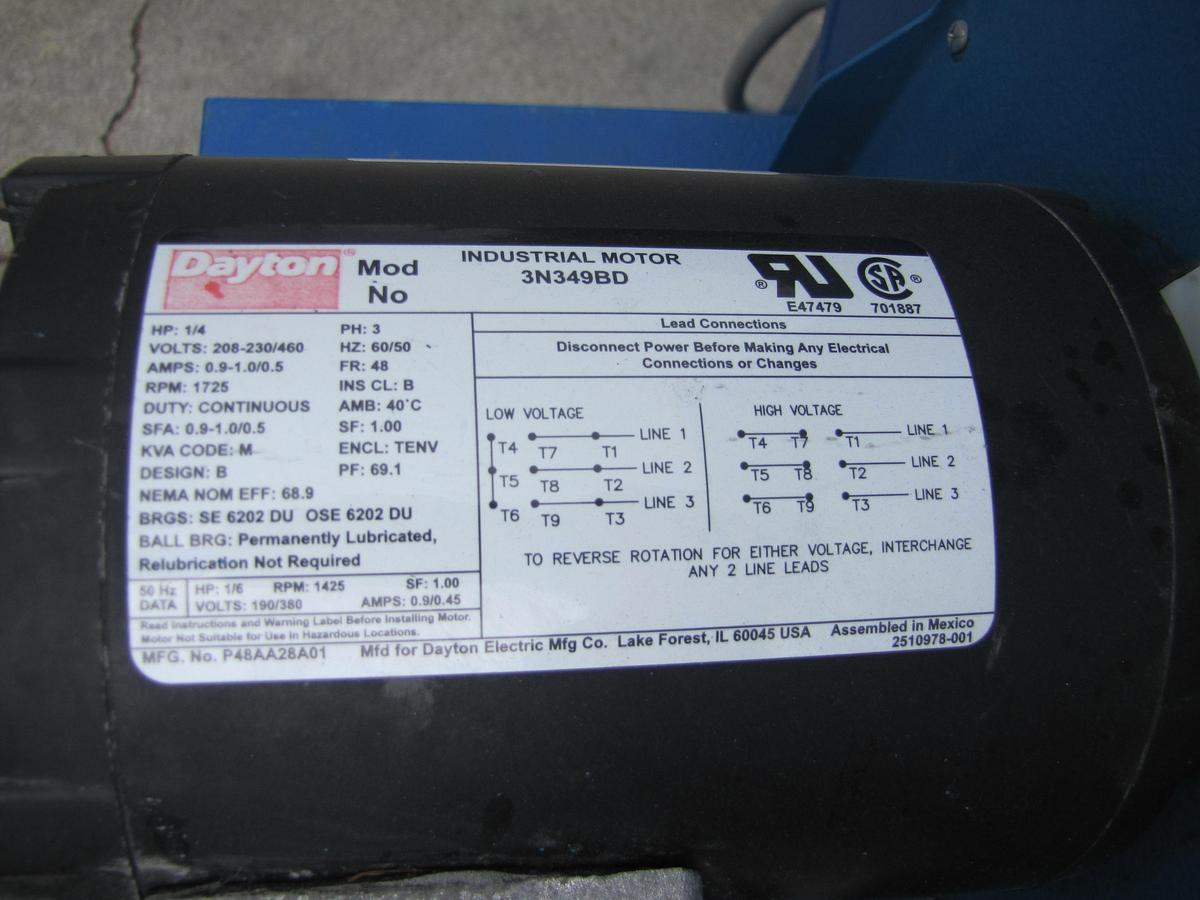 Dayton®
Mod No
INDUSTRIAL MOTOR
3N349BD
® E47479
® 701887
HP: 1/4 PH: 3
VOLTS: 208-230/460 HZ: 60/50
AMPS: 0.9-1.0/0.5 FR: 48
RPM: 1725 INS CL: B
DUTY: CONTINUOUS AMB: 40°C
SFA: 0.9-1.0/0.5 SF: 1.00
KVA CODE: M ENCL: TENV
DESIGN: B PF: 69.1
NEMA NOM EFF: 68.9
BRGS: SE 6202 DU OSE 6202 DU
BALL BRG: Permanently Lubricated,
Relubrication Not Required
50 Hz DATA
HP: 1/6 RPM: 1425 SF: 1.00
VOLTS: 190/380 AMPS: 0.9/0.45
Read Instructions and Warning Label Before Installing Motor.
Motor Not Suitable for Use In Hazardous Locations.
Lead Connections
Disconnect Power Before Making Any Electrical
Connections or Changes
LOW VOLTAGE
T4 T7 T1 LINE 1
T5 T8 T2 LINE 2
T6 T9 T3 LINE 3
HIGH VOLTAGE
T4 T7 T1 LINE 1
T5 T8 T2 LINE 2
T6 T9 T3 LINE 3
TO REVERSE ROTATION FOR EITHER VOLTAGE, INTERCHANGE
ANY 2 LINE LEADS
MFG. No. P48AA28A01 Mfd for Dayton Electric Mfg Co. Lake Forest, IL 60045 USA Assembled in Mexico
2510978-001